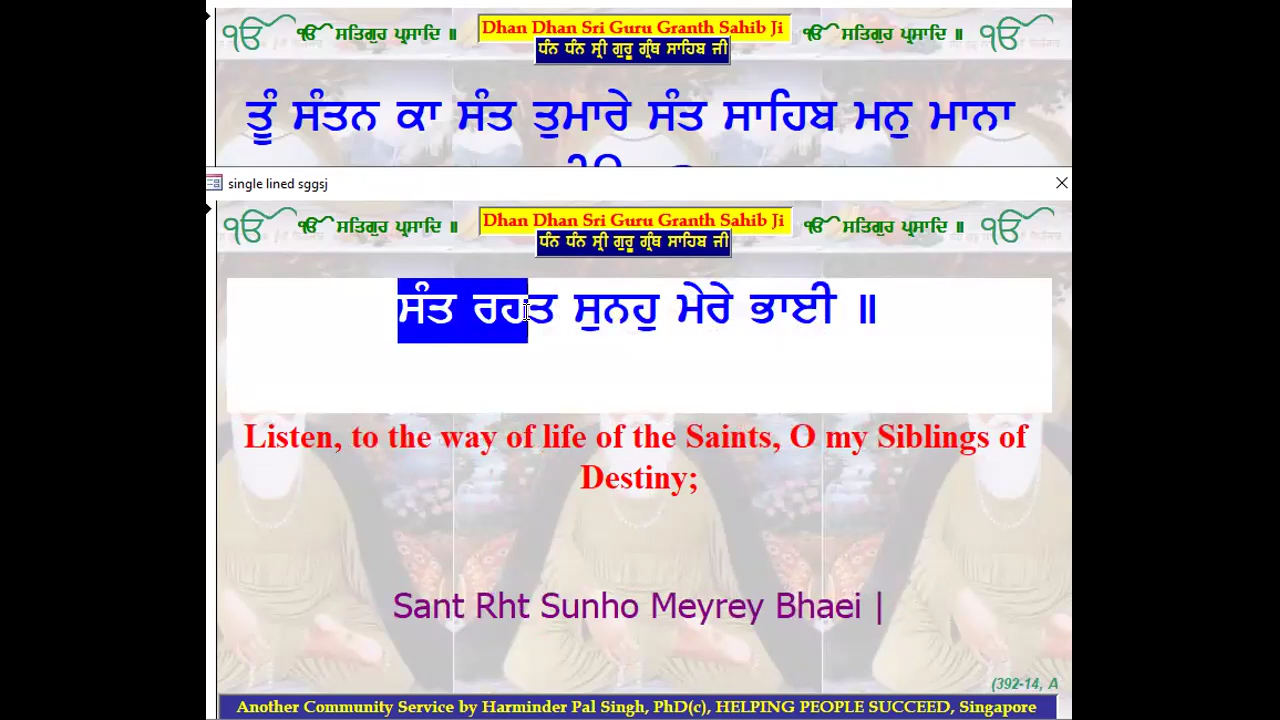 ੴ ੴ ਸਤਿਗੁਰ ਪ੍ਰਸਾਦਿ ॥ Dhan Dhan Sri Guru Granth Sahib Ji ੴ ਸਤਿਗੁਰ ਪ੍ਰਸਾਦਿ ॥ ੴ
ਧੰਨ ਧੰਨ ਸ੍ਰੀ ਗੁਰੂ ਗ੍ਰੰਥ ਸਾਹਿਬ ਜੀ
ਤੂੰ ਸੰਤਨ ਕਾ ਸੰਤ ਤੁਮਾਰੇ ਸੰਤ ਸਾਹਿਬ ਮਨੁ ਮਾਨਾ
single lined sggsj
ੴ ੴ ਸਤਿਗੁਰ ਪ੍ਰਸਾਦਿ ॥ Dhan Dhan Sri Guru Granth Sahib Ji ੴ ਸਤਿਗੁਰ ਪ੍ਰਸਾਦਿ ॥ ੴ
ਧੰਨ ਧੰਨ ਸ੍ਰੀ ਗੁਰੂ ਗ੍ਰੰਥ ਸਾਹਿਬ ਜੀ
ਸੰਤ ਰਹਤ ਸੁਨਹੁ ਮੇਰੇ ਭਾਈ ॥
Listen, to the way of life of the Saints, O my Siblings of
Destiny;
Sant Rht Sunho Meyrey Bhaei |
(392-14, A
Another Community Service by Harminder Pal Singh, PhD(c), HELPING PEOPLE SUCCEED, Singapore